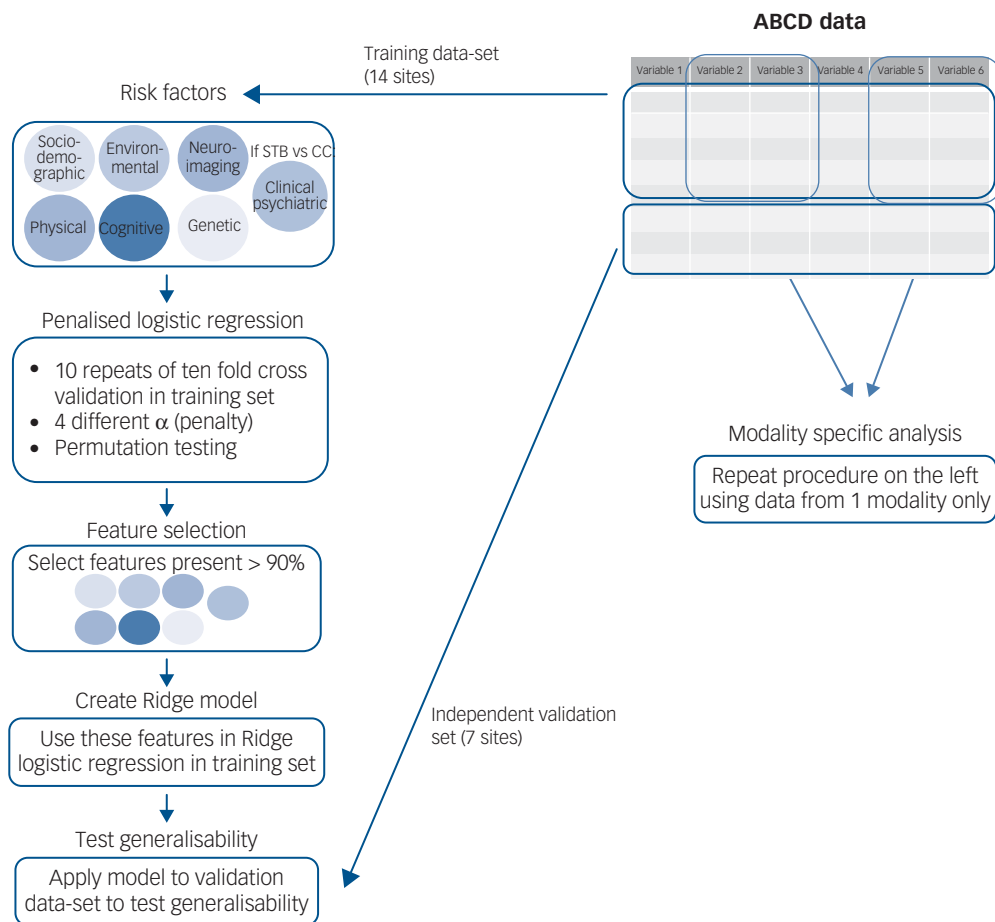 ABCD data
Training data-set
(14 sites)
Variable 1 Variable 2 Variable 3 Variable 4 Variable 5 Variable 6
Risk factors
Socio-
demo-
graphic
Environ-
mental
Neuro-
imaging
If STB vs CC:
Clinical
psychiatric
Physical
Cognitive
Genetic
Penalised logistic regression
• 10 repeats of ten fold cross
validation in training set
• 4 different α (penalty)
• Permutation testing
Modality specific analysis
Repeat procedure on the left
using data from 1 modality only
Feature selection
Select features present > 90%
Create Ridge model
Use these features in Ridge
logistic regression in training set
Independent validation
set (7 sites)
Test generalisability
Apply model to validation
data-set to test generalisability